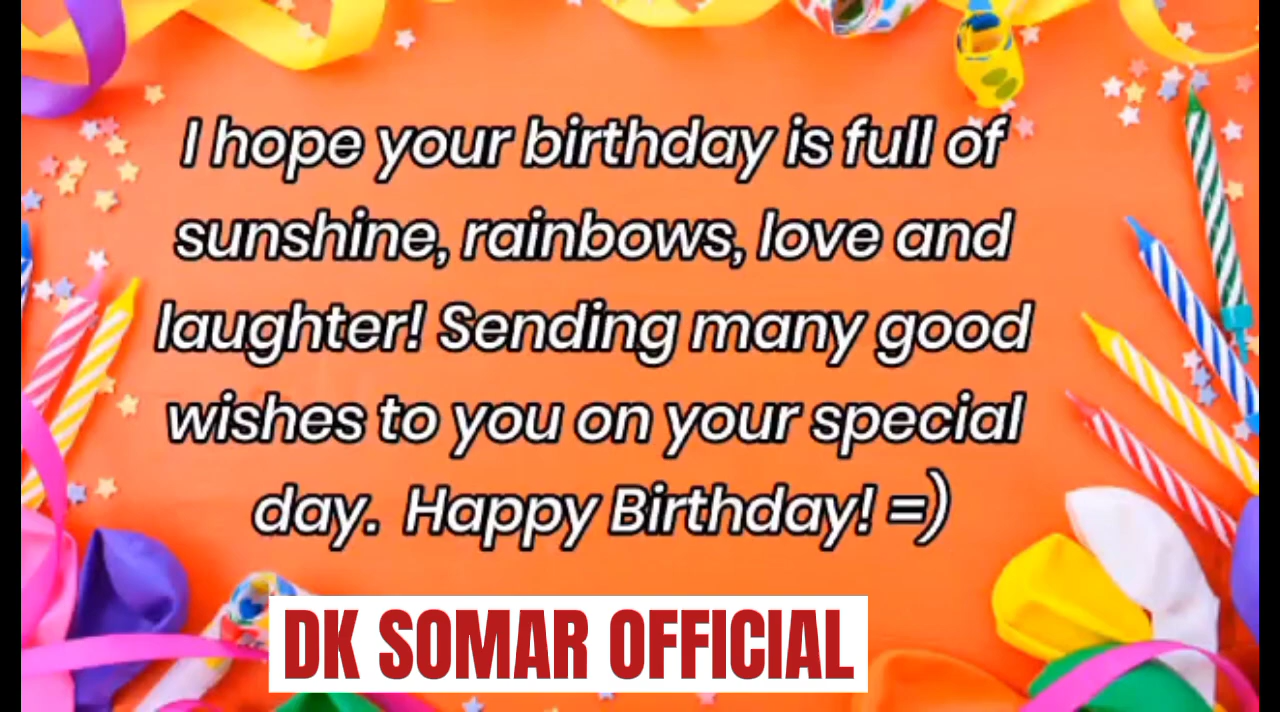 I hope your birthday is full of
sunshine, rainbows, love and
laughter! Sending many good
wishes to you on your special
day. Happy Birthday! =)
DK SOMAR OFFICIAL